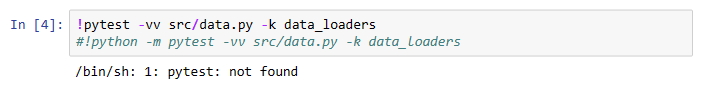 In [4]: !pytest -vv src/data.py -k data_loaders
#!python -m pytest -vv src/data.py -k data_loaders
/bin/sh: 1: pytest: not found